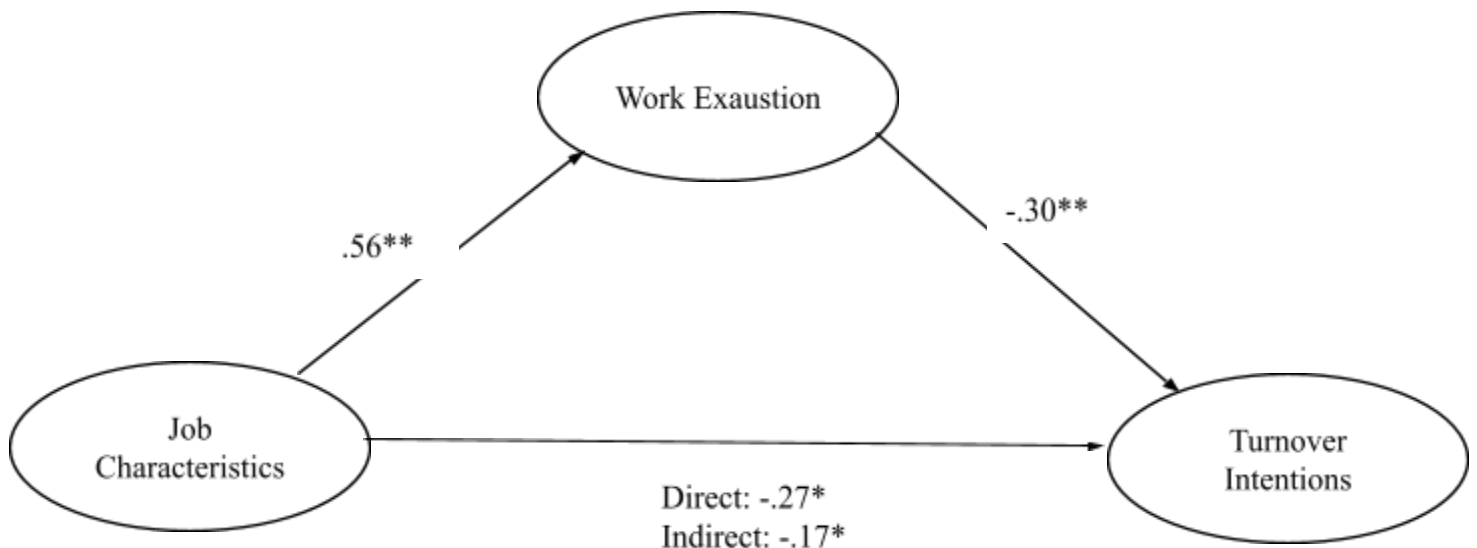 Work Exaustion
-.30**
.56**
Job
Characteristics
Turnover
Intentions
Direct: -.27*
Indirect: -.17*